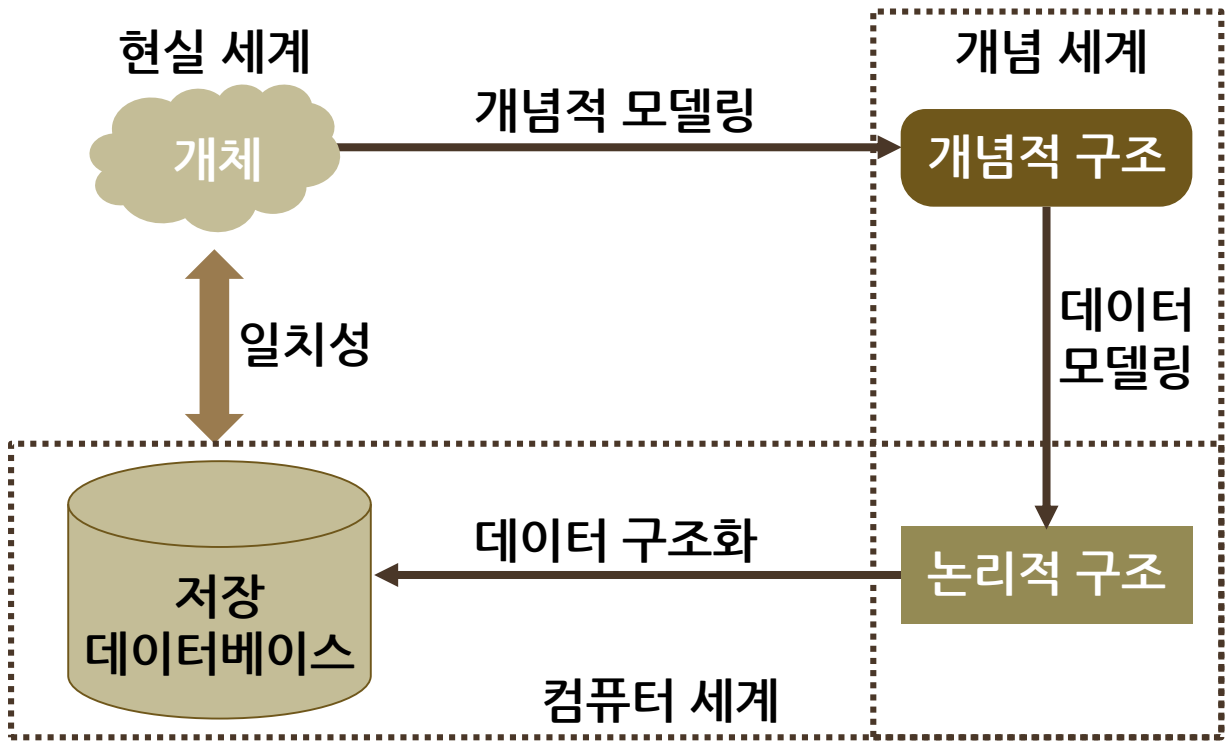 현실 세계
개념 세계
개념적 모델링
개체
개념적 구조
데이터
모델링
일치성
데이터 구조화
논리적 구조
저장
데이터베이스
컴퓨터 세계